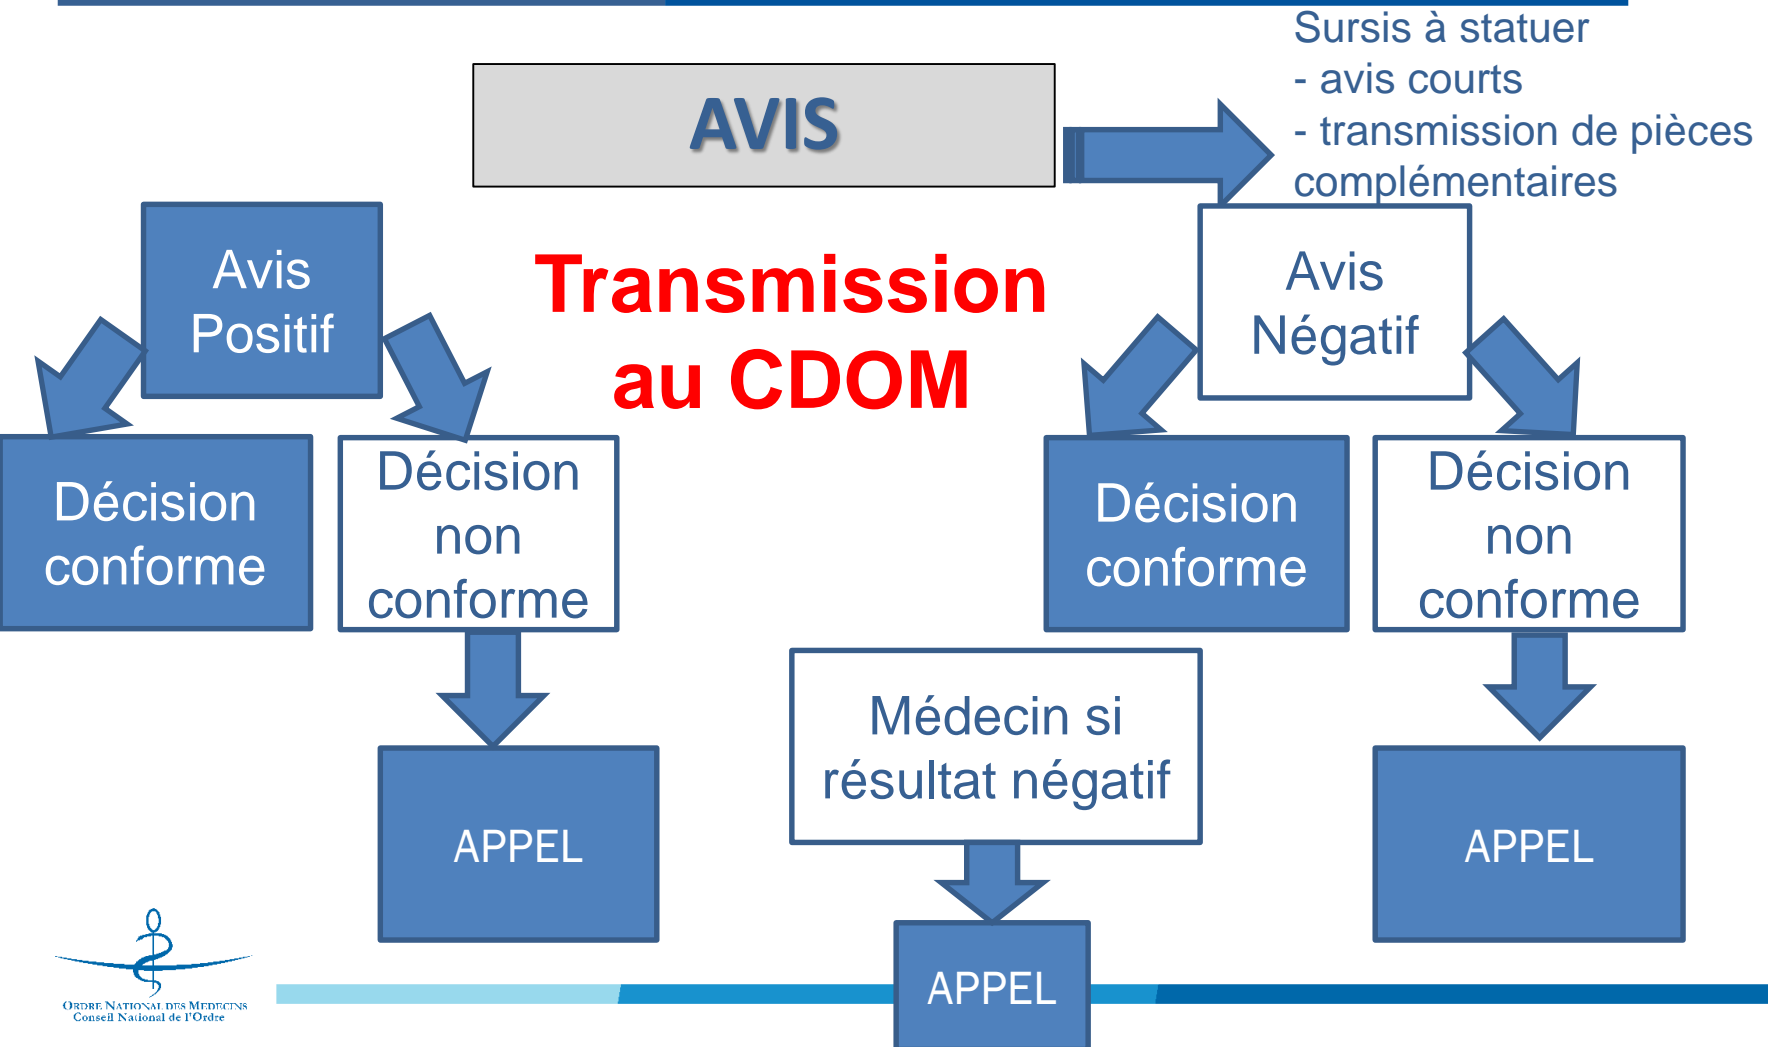 Sursis à statuer
- avis courts
- transmission de pièces
complémentaires
AVIS
Avis
Positif
Transmission
au CDOM
Avis
Négatif
Décision
conforme
Décision
non
conforme
Décision
conforme
Décision
non
conforme
Médecin si
résultat négatif
APPEL
APPEL
APPEL
ORDRE NATIONAL DES MEDECINS
Conseil National de l'Ordre